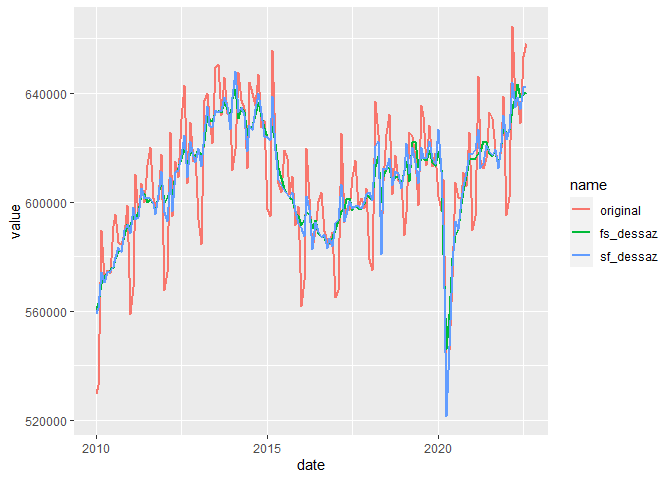 640000
600000
560000
520000
value
2010
2015
2020
date
name
original
fs_dessaz
sf_dessaz